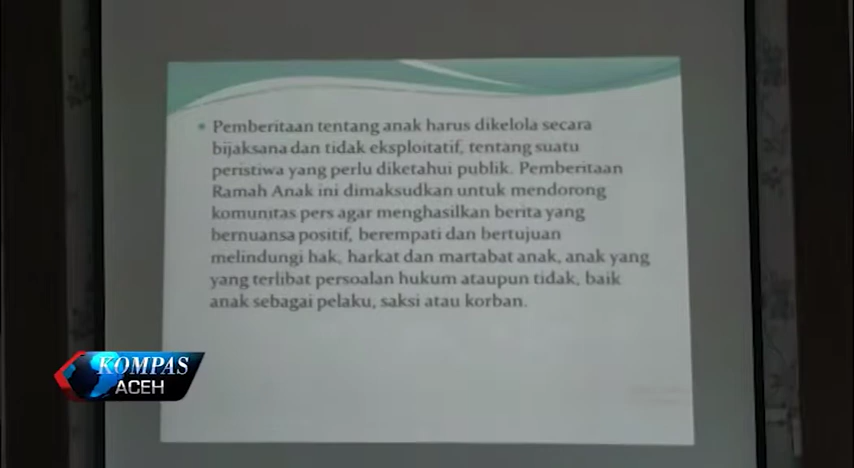 Pemberitaan tentang anak harus dikelola secara
bijaksana dan tidak eksploitatif, tentang suatu
peristiwa yang perlu diketahui publik. Pemberitaan
Ramah Anak ini dimaksudkan untuk mendorong
komunitas pers agar menghasilkan berita yang
bernuansa positif, berempati dan bertujuan
melindungi hak, harkat dan martabat anak, anak yang
yang terlibat persoalan hukum ataupun tidak, baik
anak sebagai pelaku, saksi atau korban.
KOMPAS
ACEH